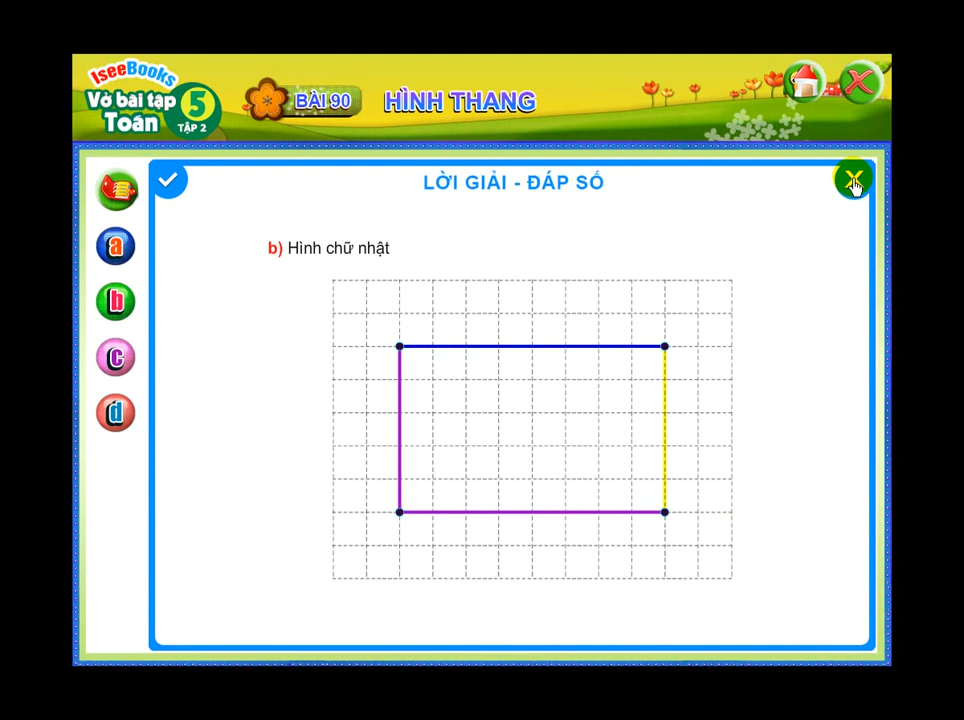 IseeBooks
Vở bài tập
Toán
5
TẬP 2
BÀI 90
HÌNH THANG
LỜI GIẢI - ĐÁP SỐ
X
b) Hình chữ nhật
a
b
c
d